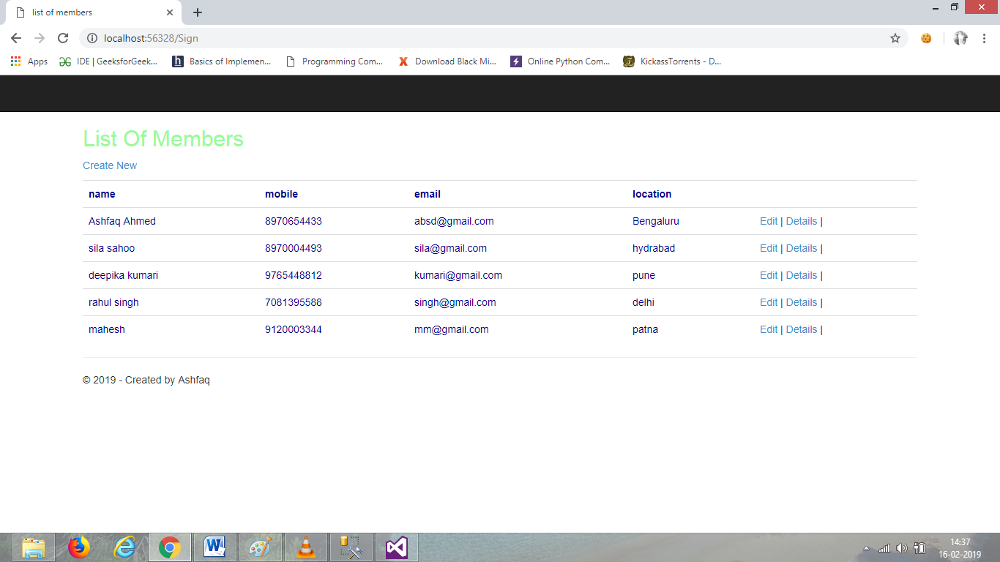 list of members
localhost:56328/Sign
Apps IDE | GeeksforGeek... Basics of Implemen... Programming Com... Download Black Mi... Online Python Com... KickassTorrents - D...
List Of Members
Create New
name mobile email location
Ashfaq Ahmed 8970654433 absd@gmail.com Bengaluru Edit | Details |
sila sahoo 8970004493 sila@gmail.com hydrabad Edit | Details |
deepika kumari 9765448812 kumari@gmail.com pune Edit | Details |
rahul singh 7081395588 singh@gmail.com delhi Edit | Details |
mahesh 9120003344 mm@gmail.com patna Edit | Details |
© 2019 - Created by Ashfaq
14:37
16-02-2019